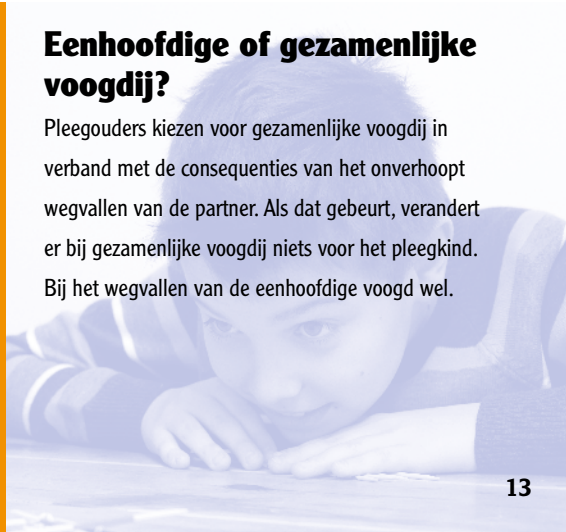 Eenhoofdige of gezamenlijke
voogdij?
Pleegouders kiezen voor gezamenlijke voogdij in
verband met de consequenties van het onverhoopt
wegvallen van de partner. Als dat gebeurt, verandert
er bij gezamenlijke voogdij niets voor het pleegkind.
Bij het wegvallen van de eenhoofdige voogd wel.
13